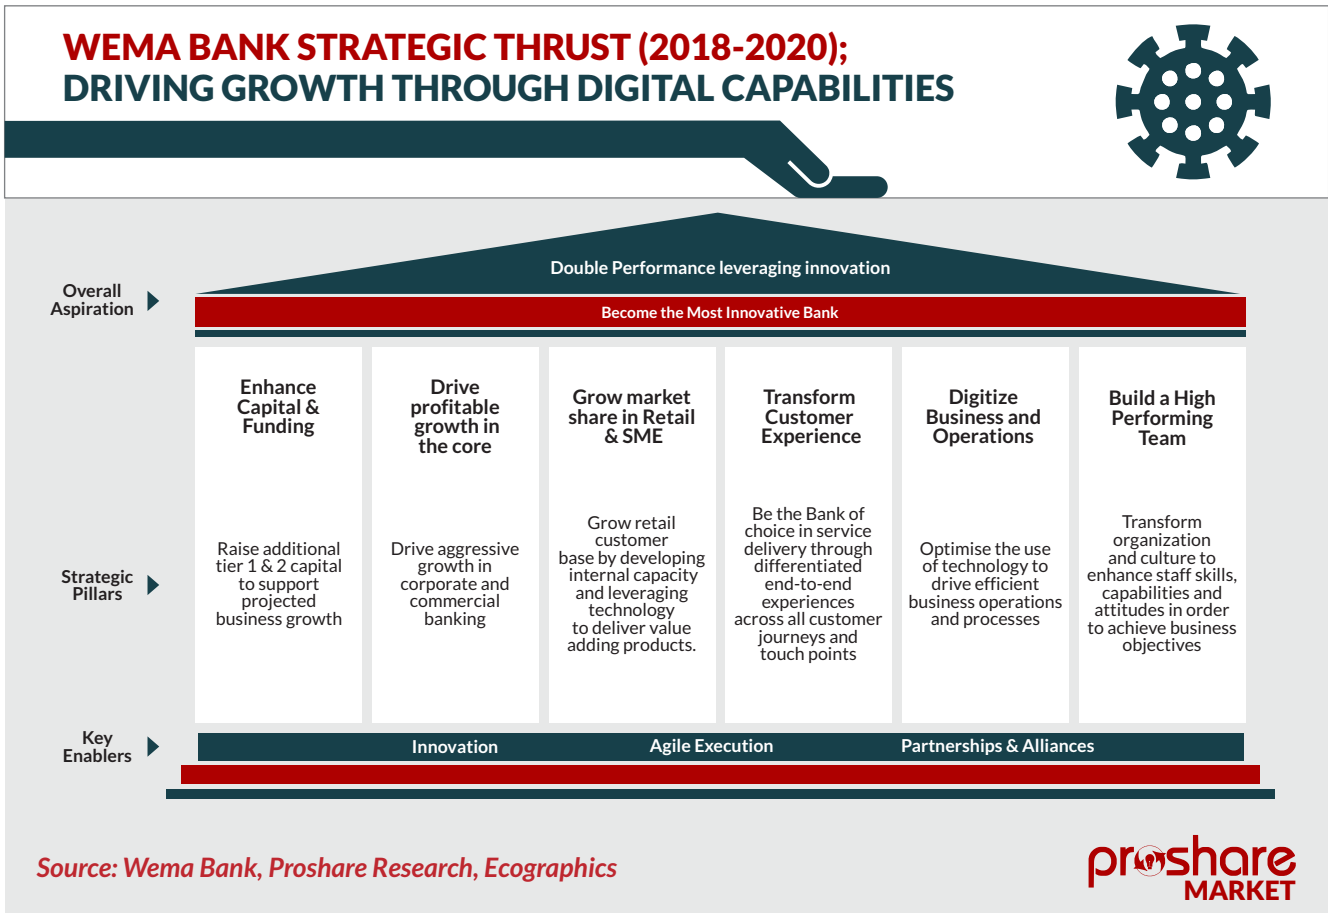 WEMA BANK STRATEGIC THRUST (2018-2020);
DRIVING GROWTH THROUGH DIGITAL CAPABILITIES
Overall
Aspiration
Double Performance leveraging innovation
Become the Most Innovative Bank
Strategic
Pillars
Enhance
Capital &
Funding
Raise additional
tier 1 & 2 capital
to support
projected
business growth
Drive
profitable
growth in
the core
Drive aggressive
growth in
corporate and
commercial
banking
Grow market
share in Retail
& SME
Grow retail
customer
base by developing
internal capacity
and leveraging
technology
to deliver value
adding products.
Transform
Customer
Experience
Be the Bank of
choice in service
delivery through
differentiated
end-to-end
experiences
across all customer
journeys and
touch points
Digitize
Business and
Operations
Optimise the use
of technology to
drive efficient
business operations
and processes
Build a High
Performing
Team
Transform
organization
and culture to
enhance staff skills,
capabilities and
attitudes in order
to achieve business
objectives
Key
Enablers
Innovation
Agile Execution
Partnerships & Alliances
Source: Wema Bank, Proshare Research, Ecographics
proshare
MARKET